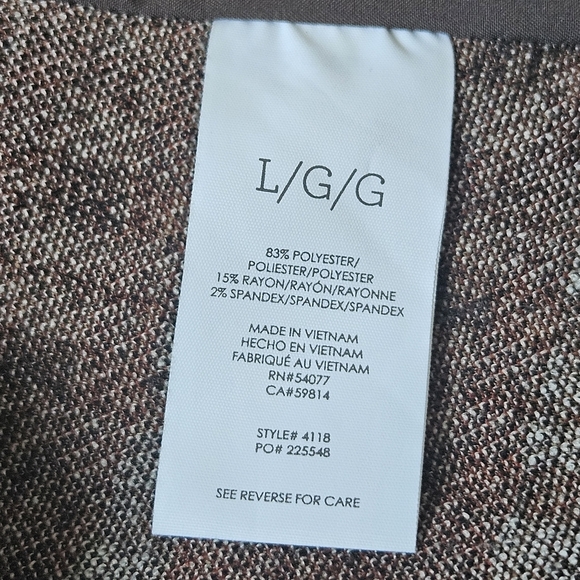 L/G/G
83% POLYESTER/
POLIESTER/POLYESTER
15% RAYON/RAYÓN/RAYONNE
2% SPANDEX/SPANDEX/SPANDEX
MADE IN VIETNAM
HECHO EN VIETNAM
FABRIQUÉ AU VIETNAM
RN#54077
CA#59814
STYLE# 4118
PO# 225548
SEE REVERSE FOR CARE